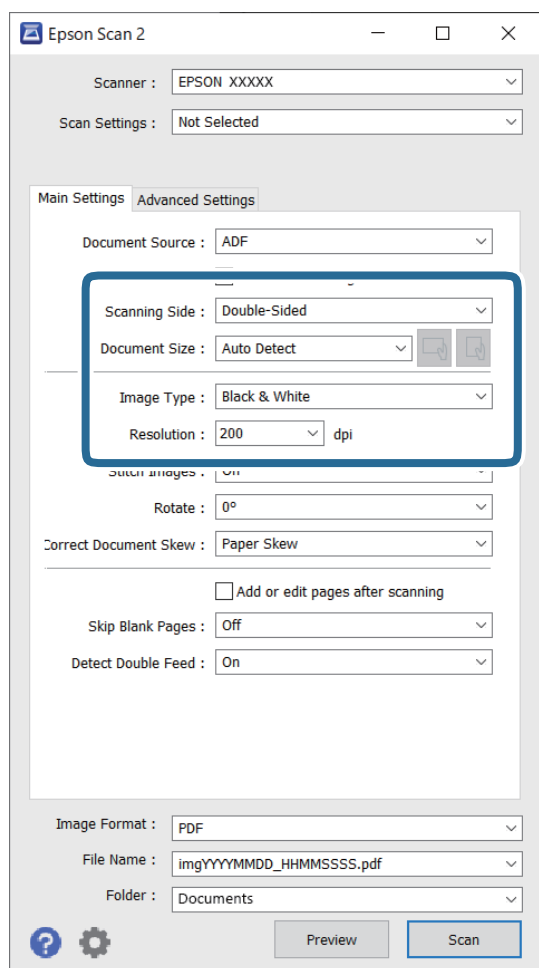 Epson Scan 2
Scanner : EPSON XXXXX
Scan Settings : Not Selected
Main Settings Advanced Settings
Document Source : ADF
Scanning Side : Double-Sided
Document Size : Auto Detect
Image Type : Black & White
Resolution : 200 dpi
Stitch Images : Off
Rotate : 0°
Correct Document Skew : Paper Skew
Add or edit pages after scanning
Skip Blank Pages : Off
Detect Double Feed : On
Image Format : PDF
File Name : imgYYYYMMDD_HHMMSSSS.pdf
Folder : Documents
? Preview Scan